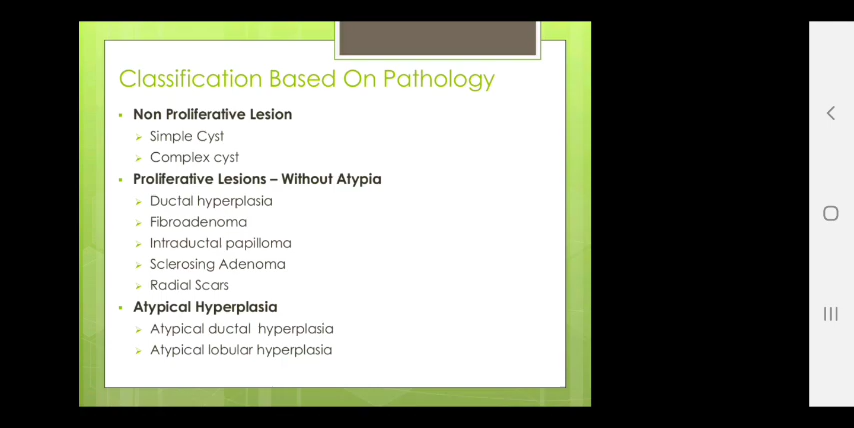 Classification Based On Pathology
Non Proliferative Lesion
Simple Cyst
Complex cyst
Proliferative Lesions – Without Atypia
Ductal hyperplasia
Fibroadenoma
Intraductal papilloma
Sclerosing Adenoma
Radial Scars
Atypical Hyperplasia
Atypical ductal hyperplasia
Atypical lobular hyperplasia